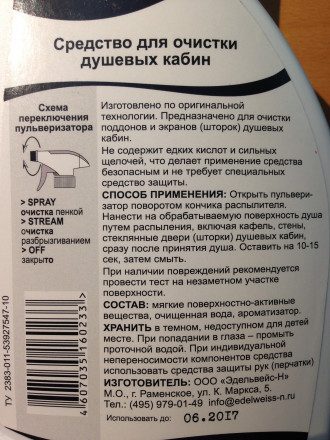 Средство для очистки
душевых кабин
Схема
переключения
пульверизатора
> SPRAY
очистка пенкой
> STREAM
очистка
разбрызгиванием
> OFF
закрыто
Изготовлено по оригинальной
технологии. Предназначено для очистки
поддонов и экранов (шторок) душевых
кабин.
Не содержит едких кислот и сильных
щелочей, что делает применение средства
безопасным и не требует специальных
средств защиты.
СПОСОБ ПРИМЕНЕНИЯ: Открыть пульвери-
затор поворотом кончика распылителя.
Нанести на обрабатываемую поверхность душа
путем распыления, включая кафель, стены,
стеклянные двери (шторки) душевых кабин,
сразу после принятия душа. Оставить на 10-15
сек, затем смыть.
При наличии повреждений рекомендуется
провести тест на незаметном участке
поверхности.
СОСТАВ: мягкие поверхностно-активные
вещества, очищенная вода, ароматизатор.
ХРАНИТЬ в темном, недоступном для детей
месте. При попадании в глаза – промыть
проточной водой. При индивидуальной
непереносимости компонентов средства
использовать средства защиты рук (перчатки)
ИЗГОТОВИТЕЛЬ: ООО «Эдельвейс-Н»
М.О., г. Раменское, ул. К. Маркса, 5.
Тел. (495) 979-01-49 info@edelweiss-n.ru
Использовать до 06.2017
4607035116023331
ТУ 2383-011-53927547-10